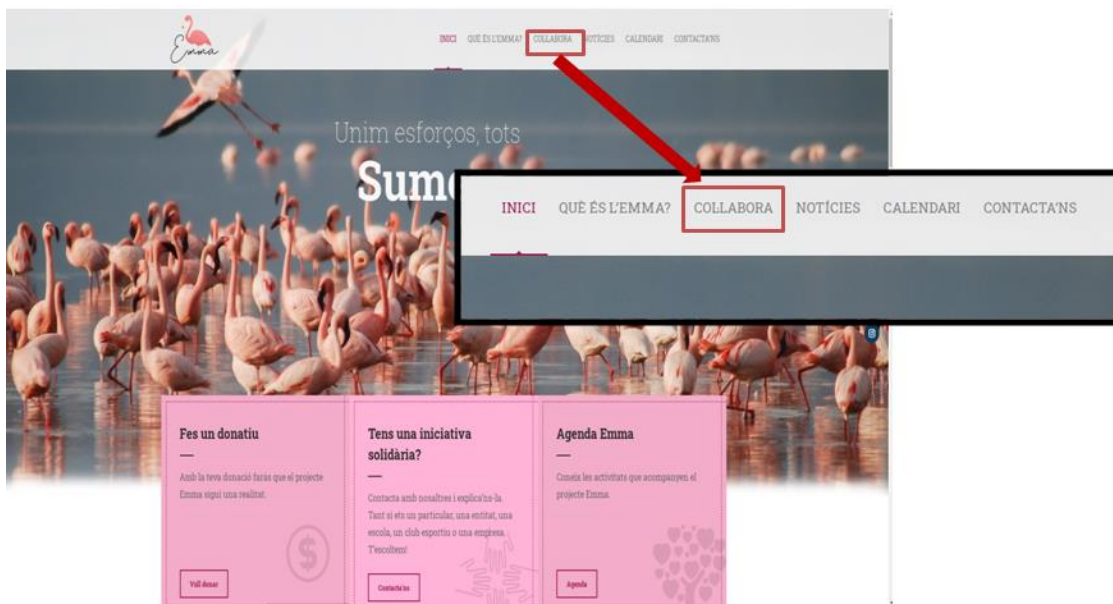 Emma
INICI QUÈ ÉS L'EMMA? COLLABORA NOTÍCIES CALENDARI CONTACTA'NS
Unim esforços, tots
INICI QUÈ ÉS L'EMMA? COLLABORA NOTÍCIES CALENDARI CONTACTA'NS
Fes un donatiu
Amb la teva donació faràs que el projecte
Emma sigui una realitat.
Vull donar
Tens una iniciativa
solidària?
Contacta amb nosaltres i explica'ns-la.
Tant si ets un particular, una entitat, una
escola, un club esportiu o una empresa.
T'escoltem!
Contacta'ns
Agenda Emma
Coneix les activitats que acompanyen el
projecte Emma.
Agenda